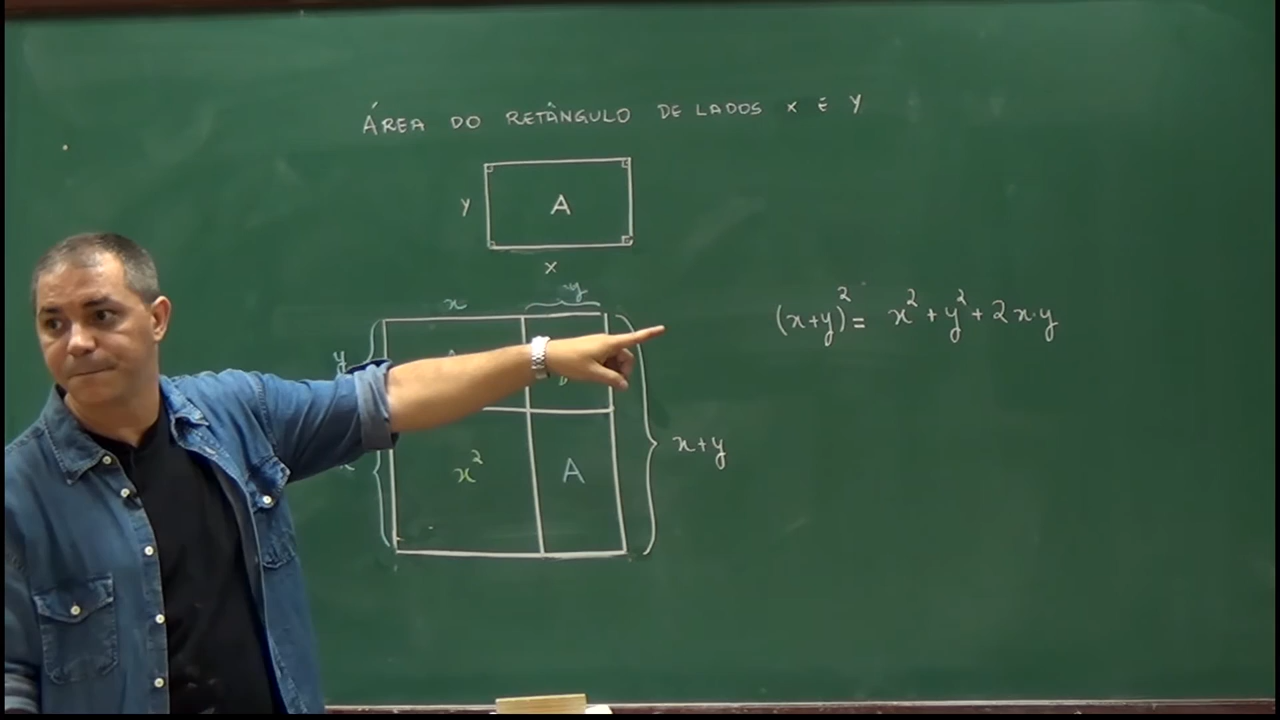 ÁREA DO RETÂNGULO DE LADOS X E Y
y A
x
x y
y
(x+y)² = x² + y² + 2x·y
x+y
x² A